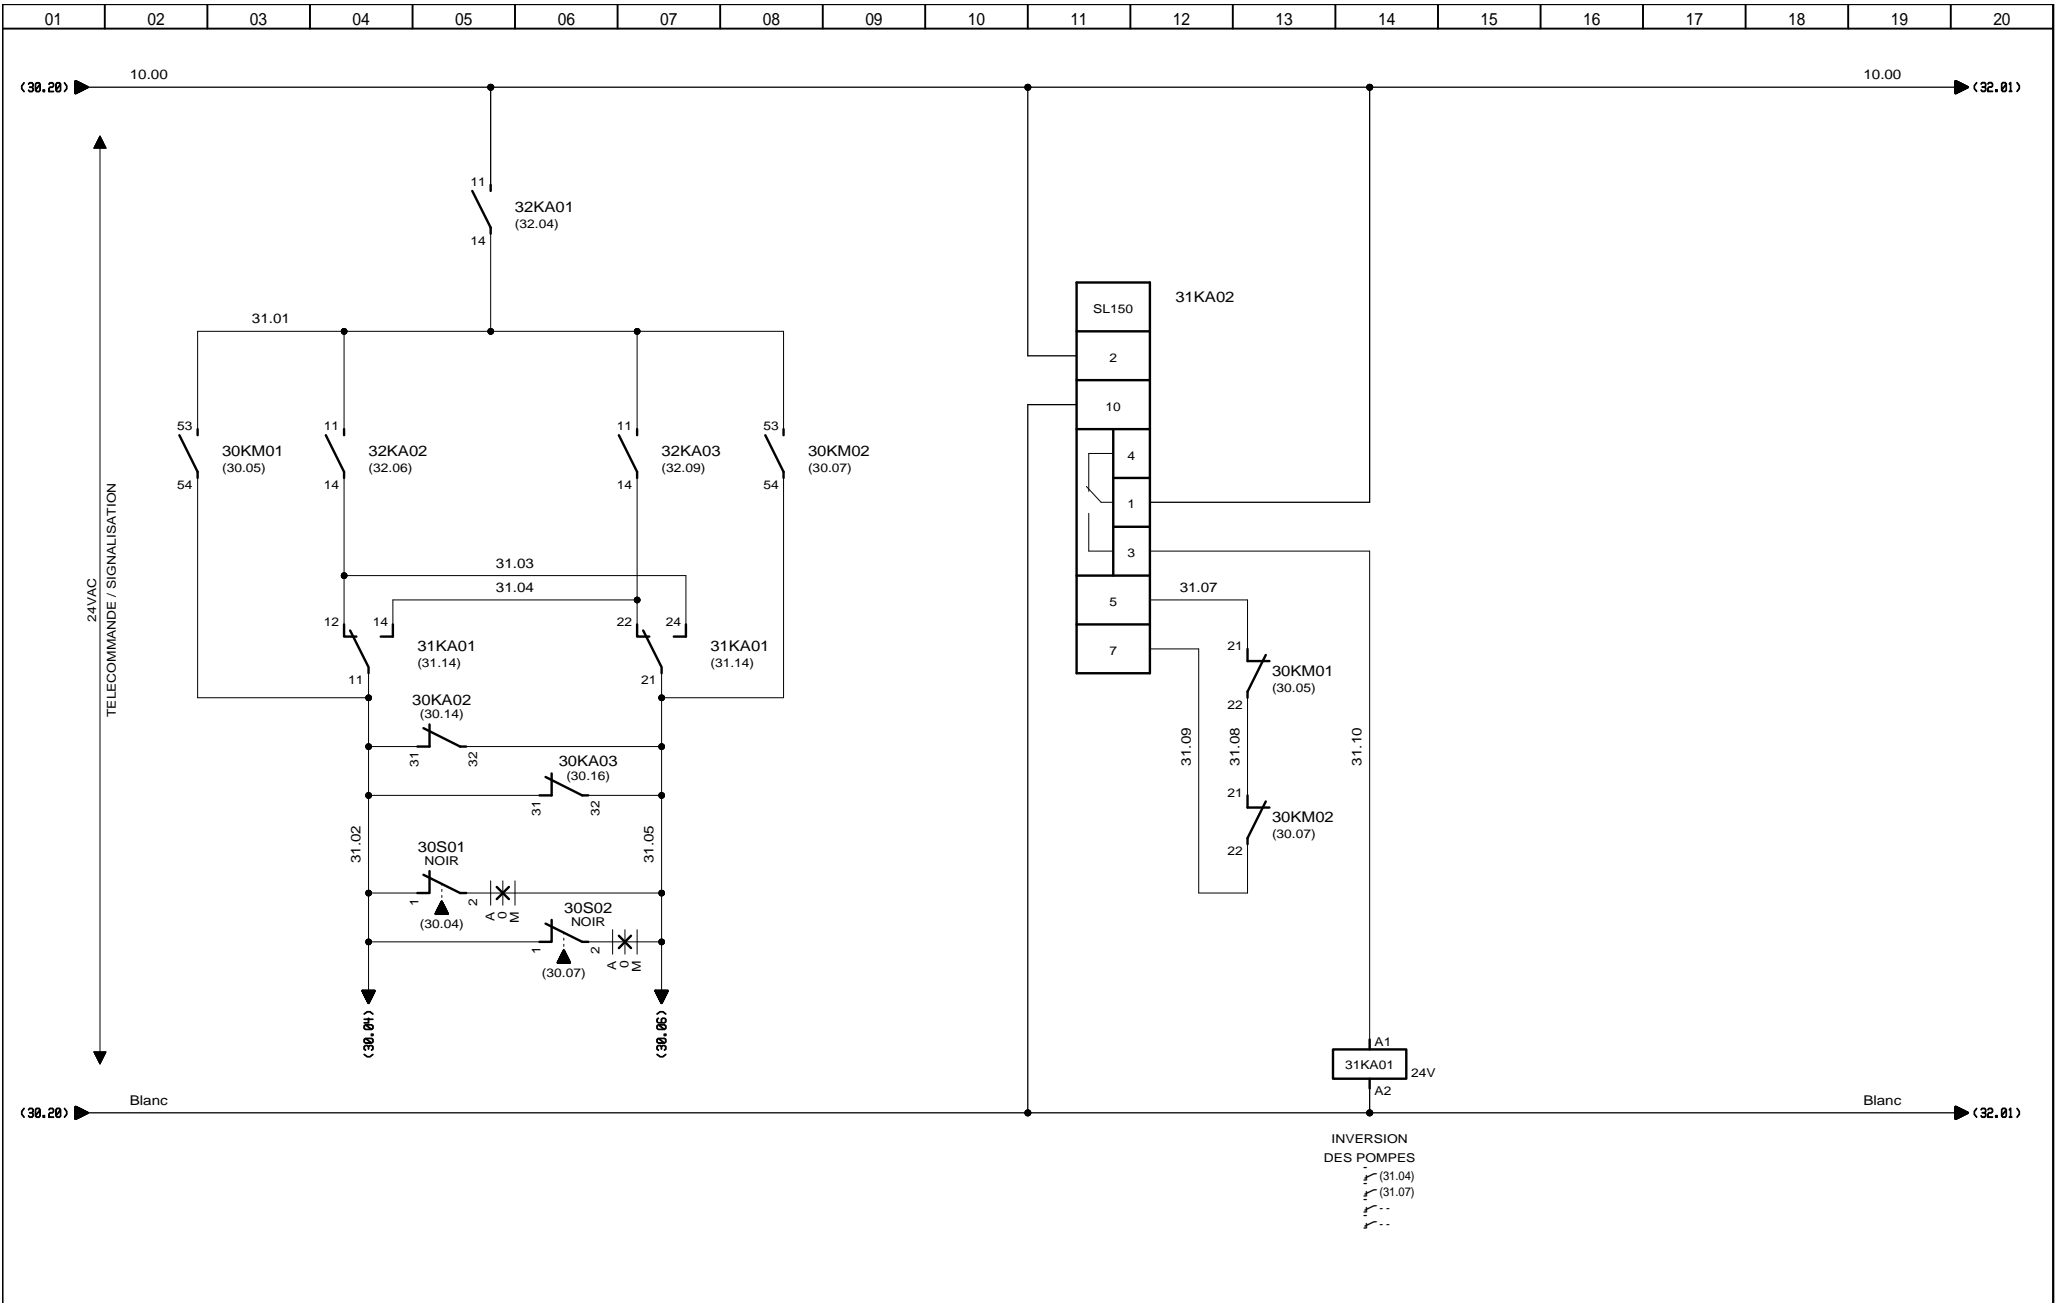 01 02 03 04 05 06 07 08 09 10 11 12 13 14 15 16 17 18 19 20
10.00 10.00
(30.20) (32.01)
11
32KA01
(32.04)
14
31KA02
SL150
31.01
2
10
53 11 11 53
30KM01 32KA02 32KA03 30KM02
(30.05) (32.06) (32.09) (30.07)
54 14 14 54
4
1
3
24VAC
TELECOMMANDE / SIGNALISATION
31.03
31.04
5
31.07
12 14 22 24
31KA01 31KA01
(31.14) (31.14)
11 21
7
21
30KM01
(30.05)
22
30KA02
(30.14)
31 32
30KA03
(30.16)
31 32
31.09 31.08 31.10
21
30KM02
(30.07)
22
31.02 31.05
30S01
NOIR
1 2 A 0 M
(30.04)
30S02
NOIR
1 2 A 0 M
(30.07)
(30.04) (30.06)
A1
31KA01
24V
A2
Blanc Blanc
(30.20) (32.01)
INVERSION
DES POMPES
(31.04)
(31.07)
--
--